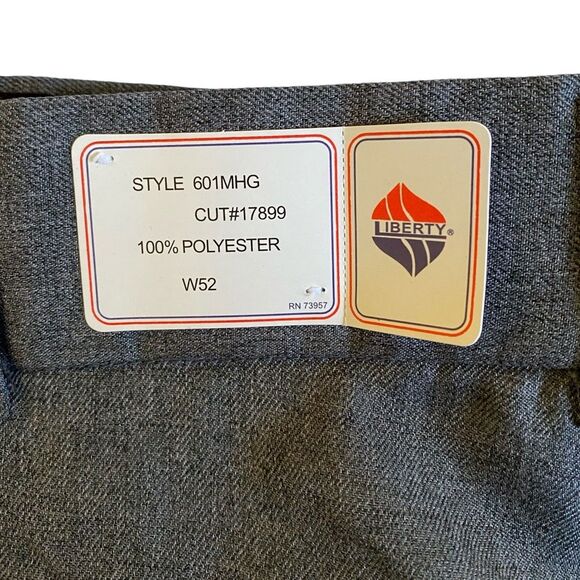 STYLE 601MHG
CUT#17899
100% POLYESTER
W52
RN 73957
LIBERTY®